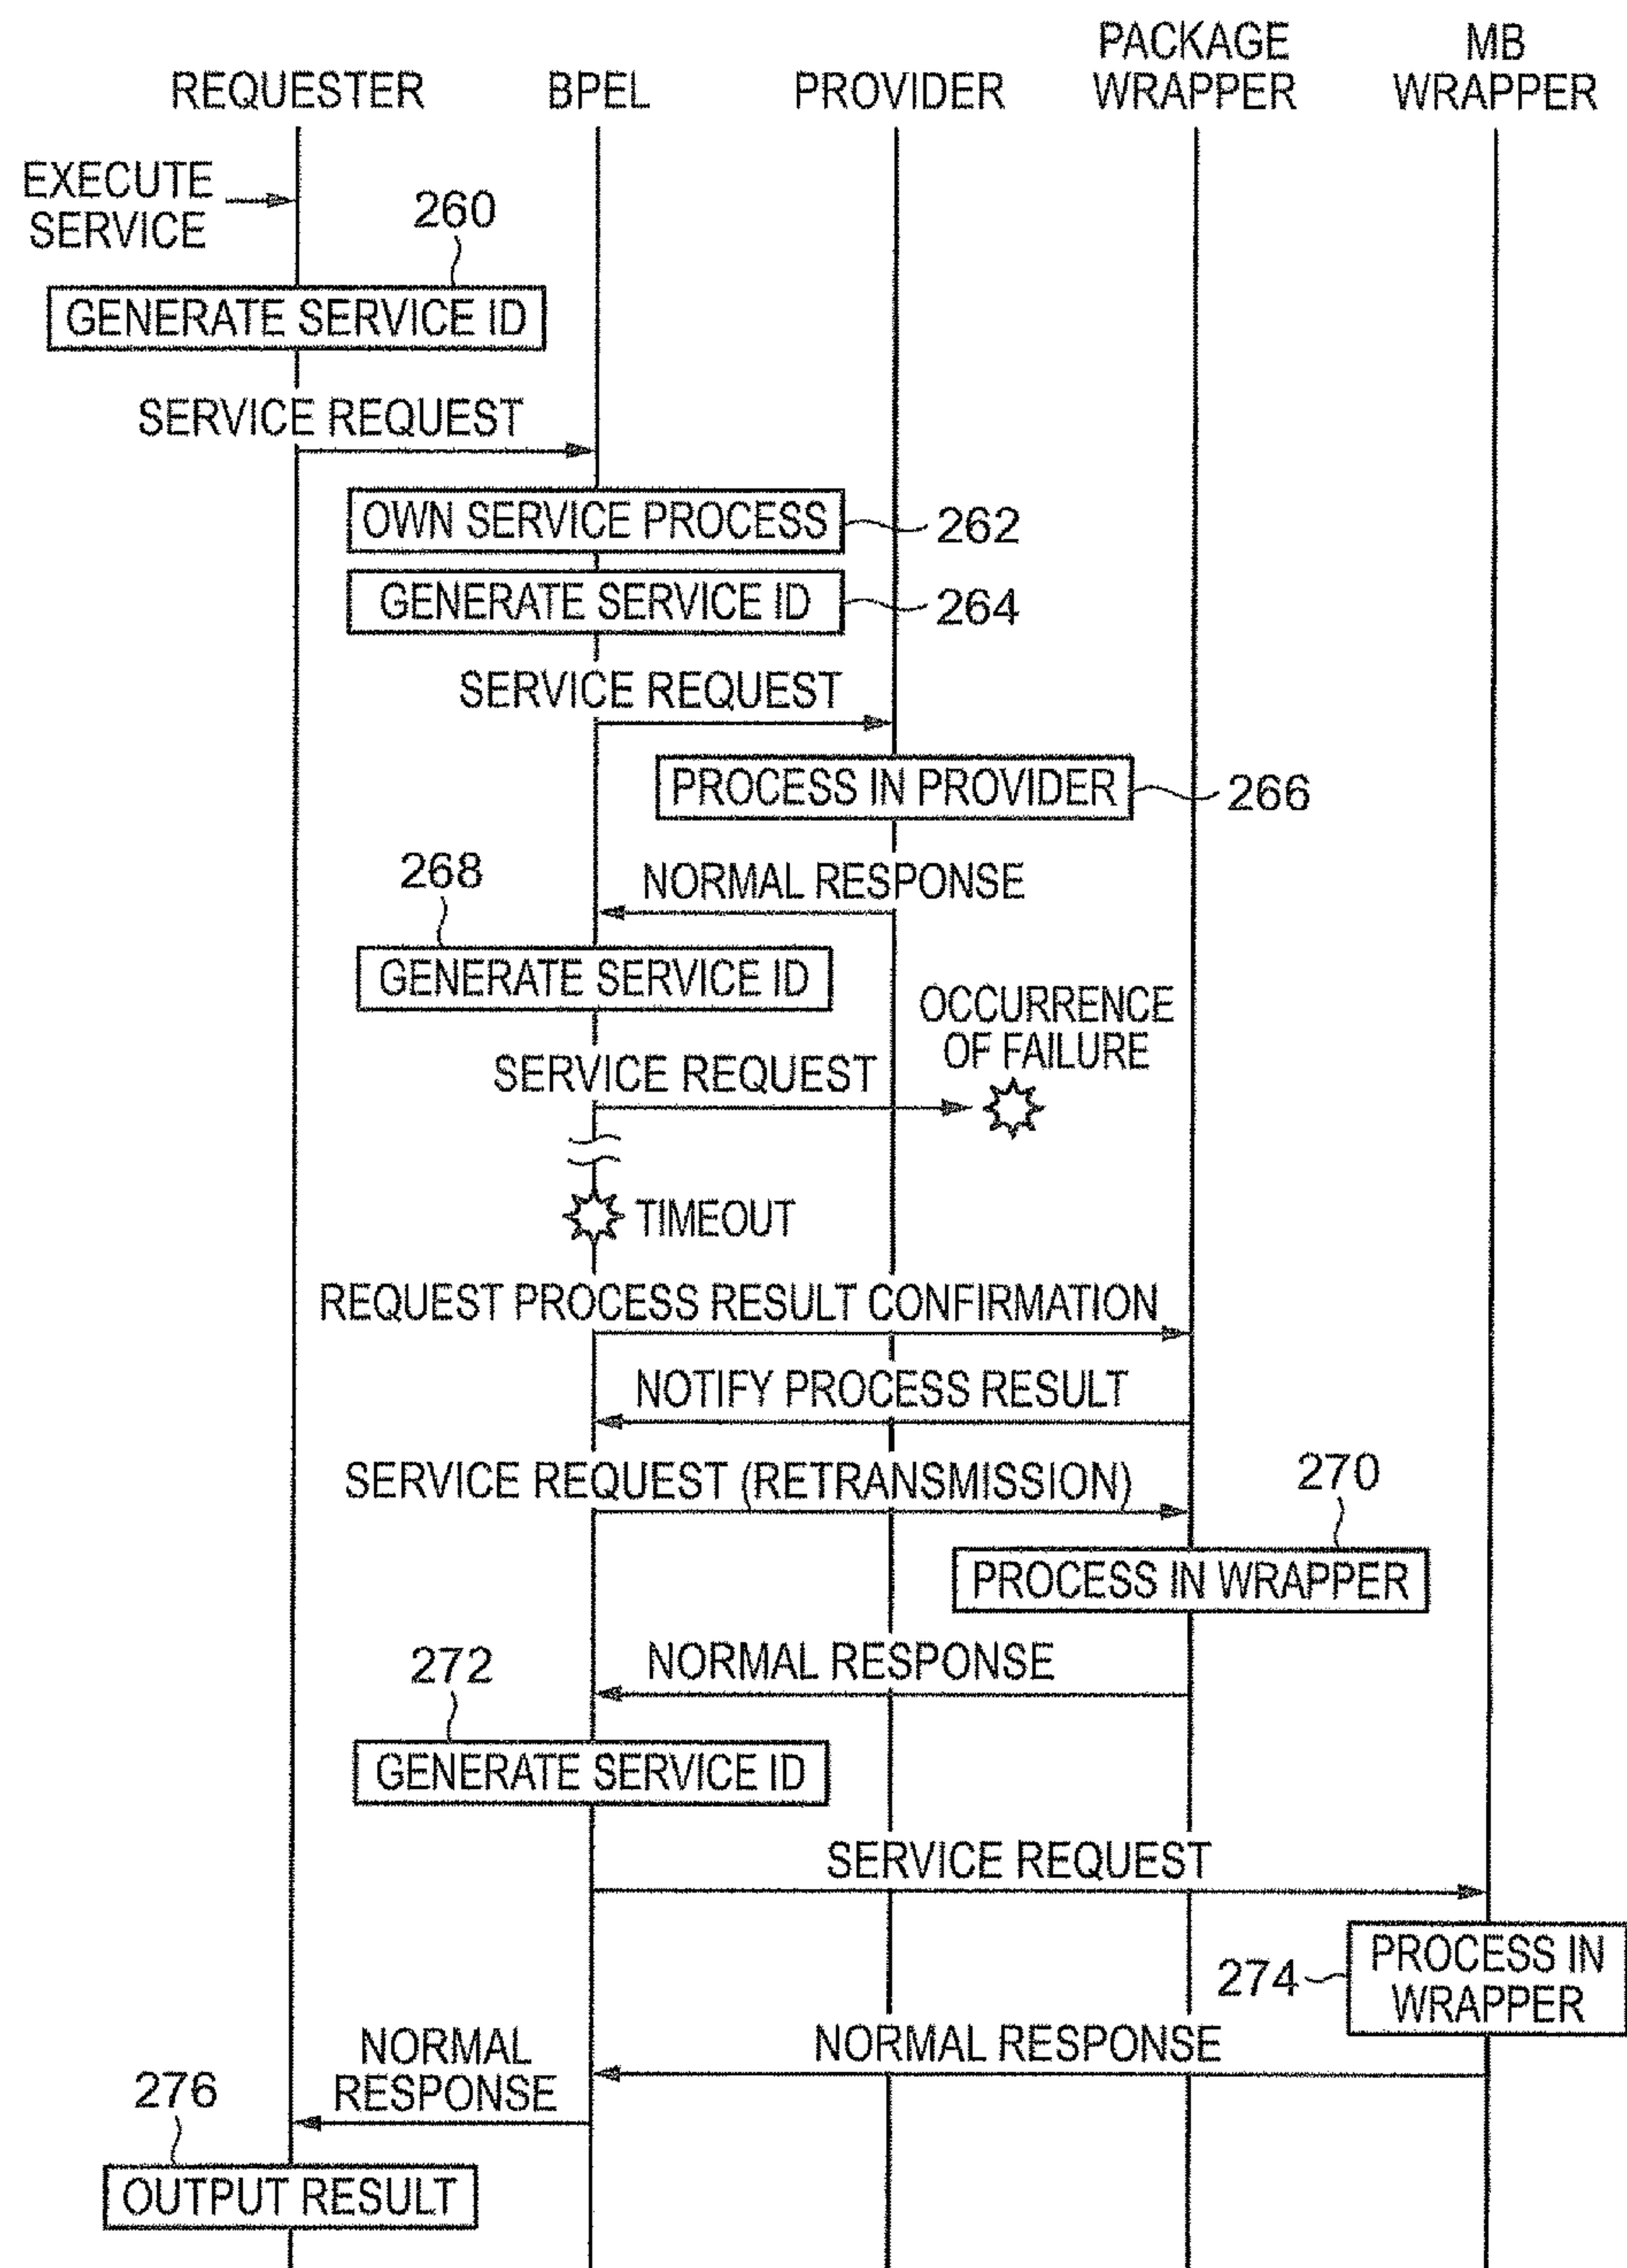 REQUESTER
BPEL
PROVIDER
PACKAGE
WRAPPER
MB
WRAPPER
EXECUTE
SERVICE
260
GENERATE SERVICE ID
SERVICE REQUEST
OWN SERVICE PROCESS
262
GENERATE SERVICE ID
264
SERVICE REQUEST
PROCESS IN PROVIDER
266
NORMAL RESPONSE
268
GENERATE SERVICE ID
OCCURRENCE
OF FAILURE
SERVICE REQUEST
TIMEOUT
REQUEST PROCESS RESULT CONFIRMATION
NOTIFY PROCESS RESULT
SERVICE REQUEST (RETRANSMISSION)
270
PROCESS IN WRAPPER
NORMAL RESPONSE
272
GENERATE SERVICE ID
SERVICE REQUEST
274
PROCESS IN
WRAPPER
NORMAL RESPONSE
NORMAL
RESPONSE
276
OUTPUT RESULT